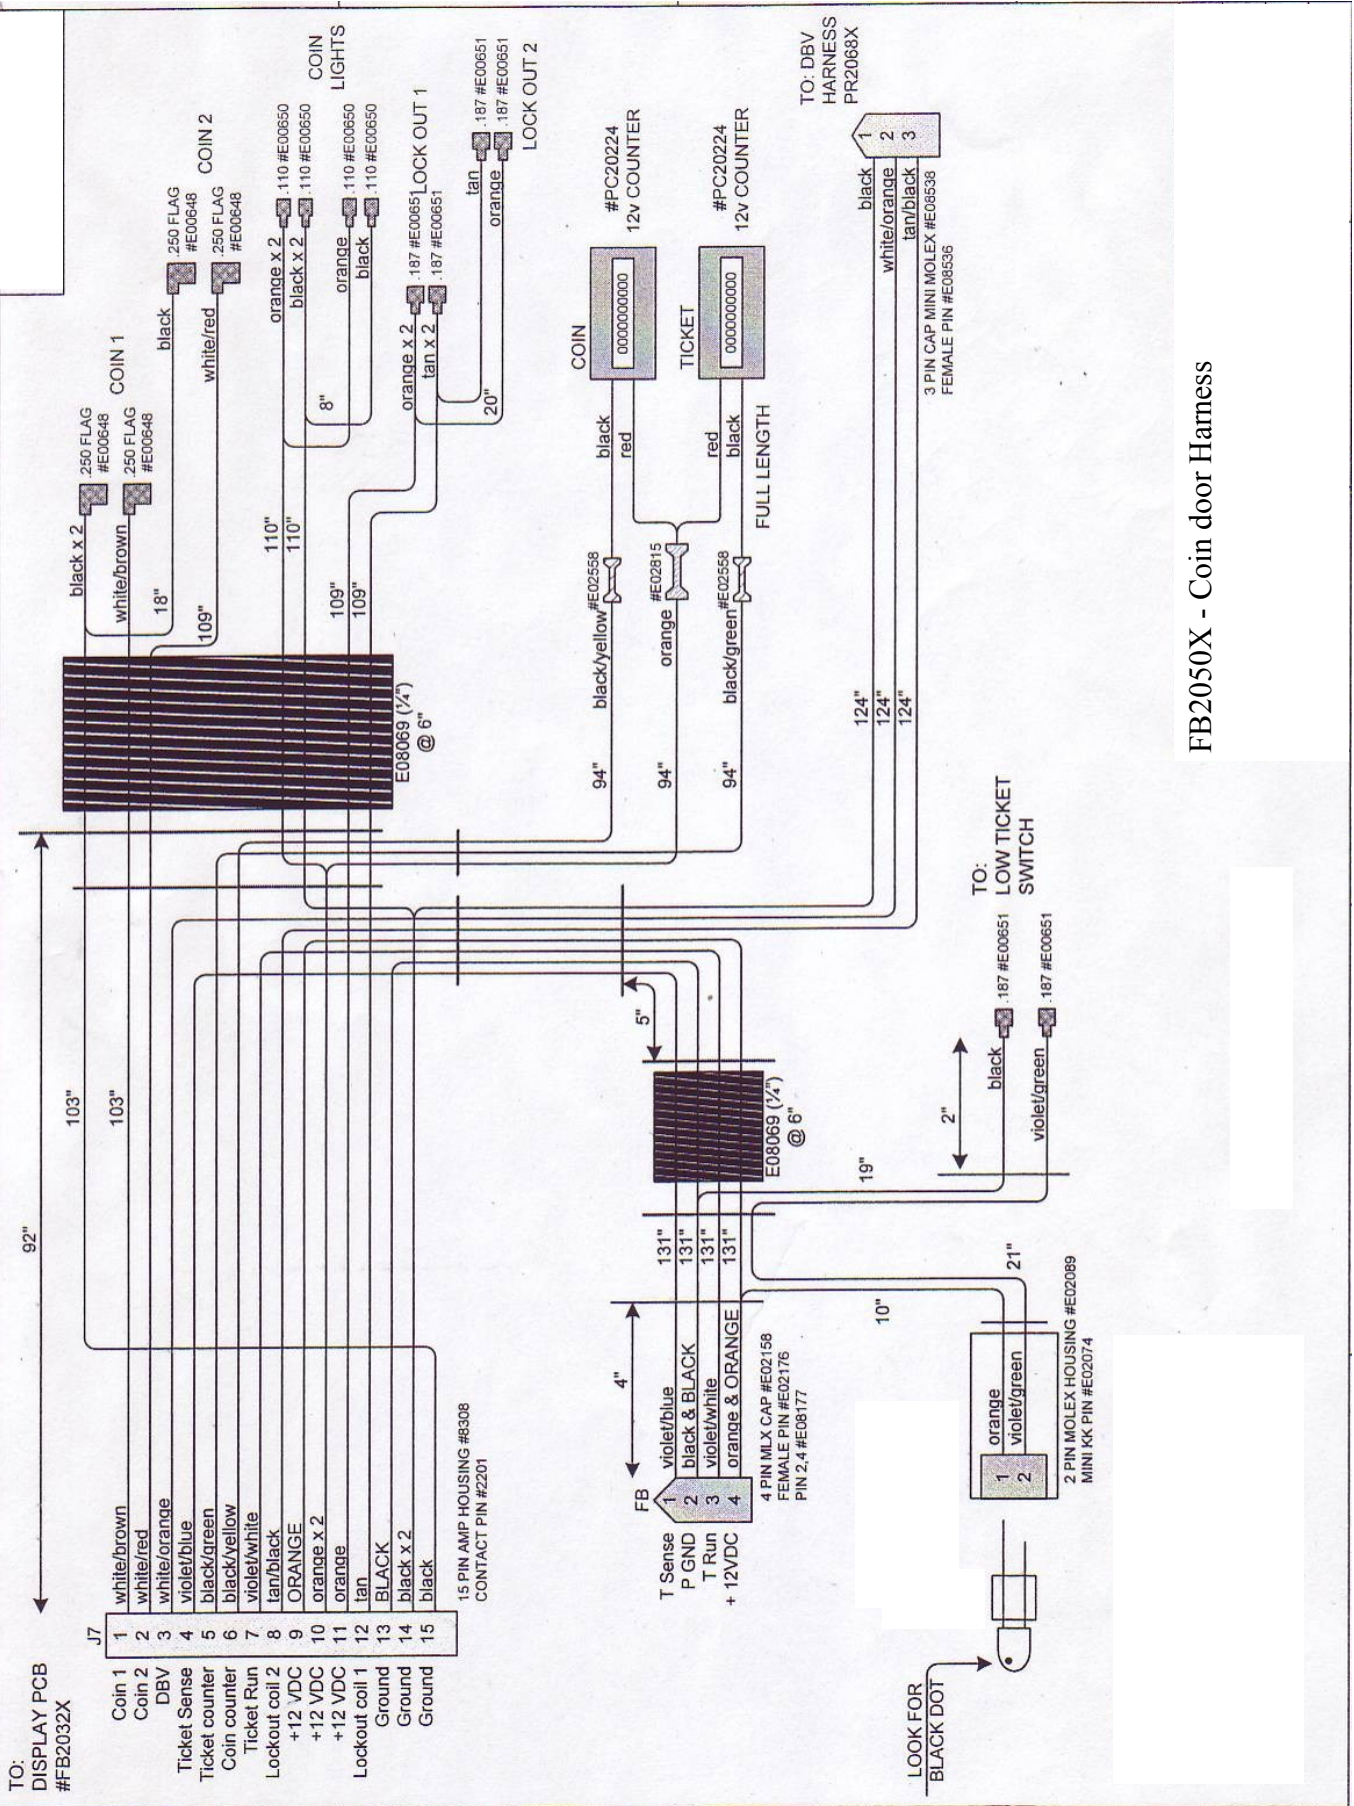 TO:
DISPLAY PCB
#FB2032X
92"
103"
103"
J7
Coin 1 1 white/brown
Coin 2 2 white/red
DBV 3 white/orange
Ticket Sense 4 violet/blue
Ticket counter 5 black/green
Coin counter 6 black/yellow
Ticket Run 7 violet/white
Lockout coil 2 8 tan/black
+12 VDC 9 ORANGE
+12 VDC 10 orange x 2
+12 VDC 11 orange
Lockout coil 1 12 tan
Ground 13 BLACK
Ground 14 black x 2
Ground 15 black
15 PIN AMP HOUSING #8308
CONTACT PIN #2201
E08069 (¼")
@ 6"
black x 2
.250 FLAG
#E00648
white/brown
.250 FLAG
#E00648
COIN 1
18"
black
.250 FLAG
#E00648
109"
white/red
.250 FLAG
#E00648
COIN 2
110"
110"
orange x 2
.110 #E00650
black x 2
.110 #E00650
8"
orange
.110 #E00650
black
.110 #E00650
COIN
LIGHTS
109"
109"
orange x 2
.187 #E00651
tan x 2
.187 #E00651
LOCK OUT 1
20"
tan
.187 #E00651
orange
.187 #E00651
LOCK OUT 2
94"
black/yellow
#E02558
black
red
COIN
0000000000
#PC20224
12v COUNTER
94"
orange
#E02815
94"
black/green
#E02558
red
black
TICKET
0000000000
#PC20224
12v COUNTER
FULL LENGTH
124"
124"
124"
black
white/orange
tan/black
1
2
3
TO: DBV
HARNESS
PR2068X
3 PIN CAP MINI MOLEX #E08538
FEMALE PIN #E08536
5"
E08069 (¼")
@ 6"
131"
131"
131"
131"
4"
FB
T Sense 1 violet/blue
P GND 2 black & BLACK
T Run 3 violet/white
+ 12VDC 4 orange & ORANGE
4 PIN MLX CAP #E02158
FEMALE PIN #E02176
PIN 2,4 #E08177
19"
2"
black
.187 #E00651
violet/green
.187 #E00651
TO:
LOW TICKET
SWITCH
10"
21"
1 orange
2 violet/green
2 PIN MOLEX HOUSING #E02089
MINI KK PIN #E02074
LOOK FOR
BLACK DOT
FB2050X - Coin door Harness